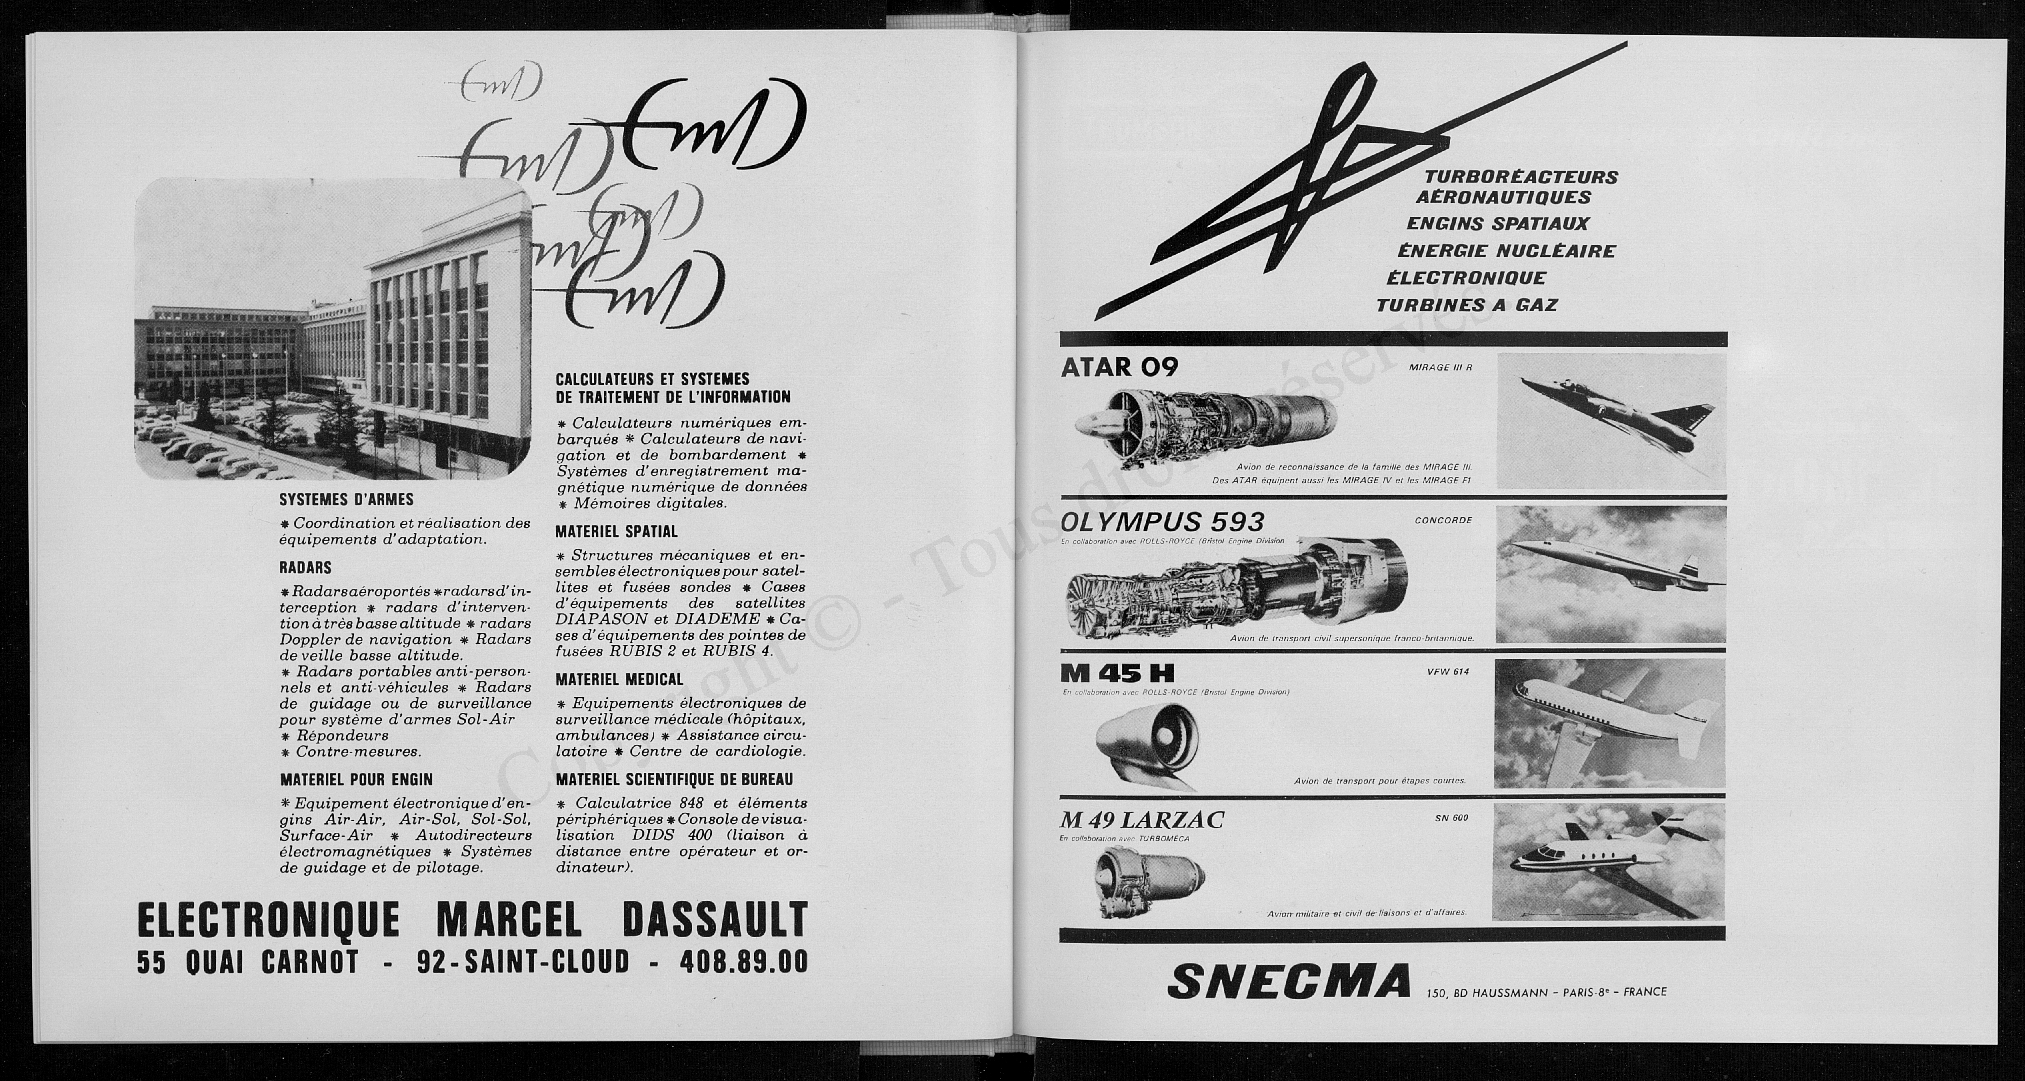 SYSTEMES D'ARMES
* Coordination et réalisation des
équipements d'adaptation.
RADARS
* Radars aéroportés * radars d'in-
terception * radars d'interven-
tion à très basse altitude * radars
Doppler de navigation * Radars
de veille basse altitude.
* Radars portables anti-person-
nels et anti-véhicules * Radars
de guidage ou de surveillance
pour système d'armes Sol-Air
* Répondeurs
* Contre-mesures.
MATERIEL POUR ENGIN
* Equipement électronique d'en-
gins Air-Air, Air-Sol, Sol-Sol,
Surface-Air * Autodirecteurs
électromagnétiques * Systèmes
de guidage et de pilotage.
CALCULATEURS ET SYSTEMES
DE TRAITEMENT DE L'INFORMATION
* Calculateurs numériques em-
barqués * Calculateurs de navi-
gation et de bombardement *
Systèmes d'enregistrement ma-
gnétique numérique de données
* Mémoires digitales.
MATERIEL SPATIAL
* Structures mécaniques et en-
sembles électroniques pour satel-
lites et fusées sondes * Cases
d'équipements des satellites
DIAPASON et DIADEME * Ca-
ses d'équipements des pointes de
fusées RUBIS 2 et RUBIS 4.
MATERIEL MEDICAL
* Equipements électroniques de
surveillance médicale (hôpitaux,
ambulances) * Assistance circu-
latoire * Centre de cardiologie.
MATERIEL SCIENTIFIQUE DE BUREAU
* Calculatrice 848 et éléments
périphériques * Console de visua-
lisation DIDS 400 (liaison à
distance entre opérateur et or-
dinateur).
ELECTRONIQUE MARCEL DASSAULT
55 QUAI CARNOT - 92-SAINT-CLOUD - 408.89.00
TURBORÉACTEURS
AÉRONAUTIQUES
ENGINS SPATIAUX
ÉNERGIE NUCLÉAIRE
ÉLECTRONIQUE
TURBINES A GAZ
ATAR 09
MIRAGE III R
Avion de reconnaissance de la famille des MIRAGE III.
Des ATAR équipent aussi les MIRAGE IV et les MIRAGE F1
OLYMPUS 593
CONCORDE
En collaboration avec ROLLS-ROYCE (Bristol Engine Division
Avion de transport civil supersonique franco-britannique.
M 45 H
VFW 614
En collaboration avec ROLLS-ROYCE (Bristol Engine Division)
Avion de transport pour étapes courtes.
M 49 LARZAC
SN 600
En collaboration avec TURBOMECA
Avion militaire et civil de liaisons et d'affaires.
SNECMA 150, BD HAUSSMANN - PARIS-8e - FRANCE
Copyright © - Tous droits réservés